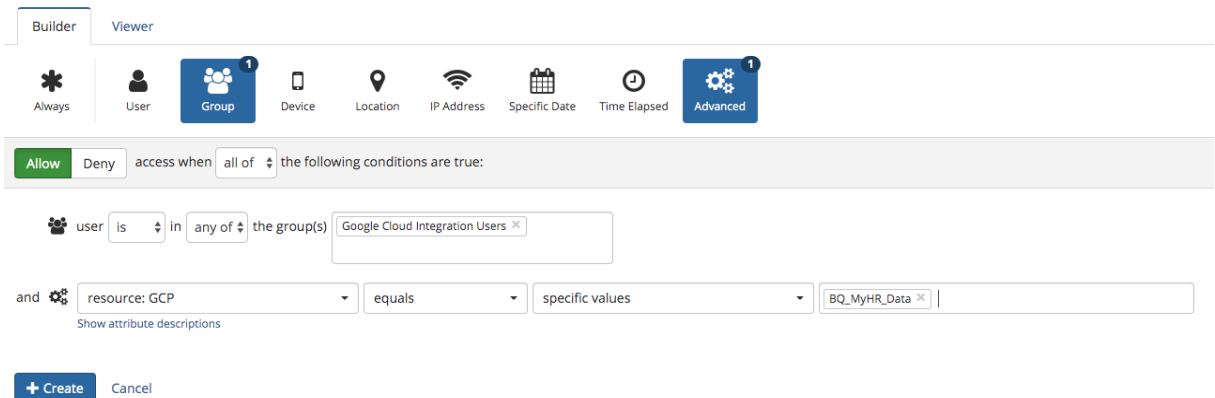 Builder Viewer
1 1
Always User Group Device Location IP Address Specific Date Time Elapsed Advanced
Allow Deny access when all of the following conditions are true:
user is in any of the group(s) Google Cloud Integration Users ×
and resource: GCP equals specific values BQ_MyHR_Data ×
Show attribute descriptions
+ Create Cancel